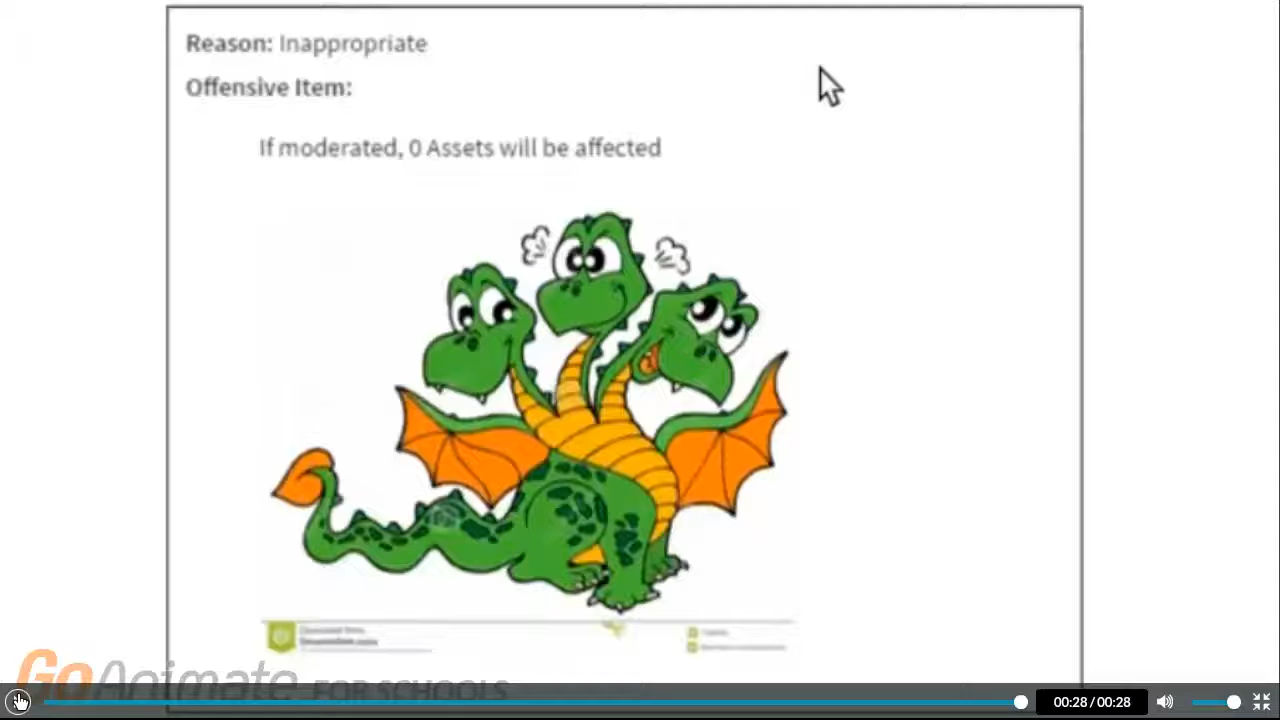 Reason: Inappropriate
Offensive Item:
If moderated, 0 Assets will be affected
GoAnimate FOR SCHOOLS
00:28 / 00:28